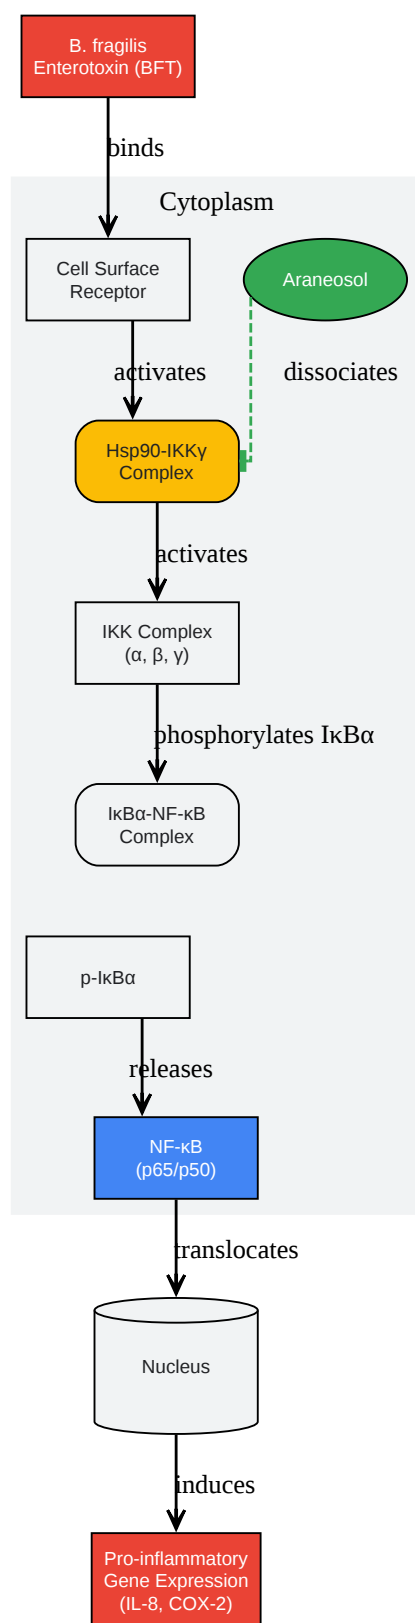 B. fragilis
Enterotoxin (BFT)
binds
Cytoplasm
Cell Surface
Receptor
Araneosol
activates
dissociates
Hsp90-IKKγ
Complex
activates
IKK Complex
(α, β, γ)
phosphorylates IκBα
IκBα-NF-κB
Complex
p-IκBα
releases
NF-κB
(p65/p50)
translocates
Nucleus
induces
Pro-inflammatory
Gene Expression
(IL-8, COX-2)